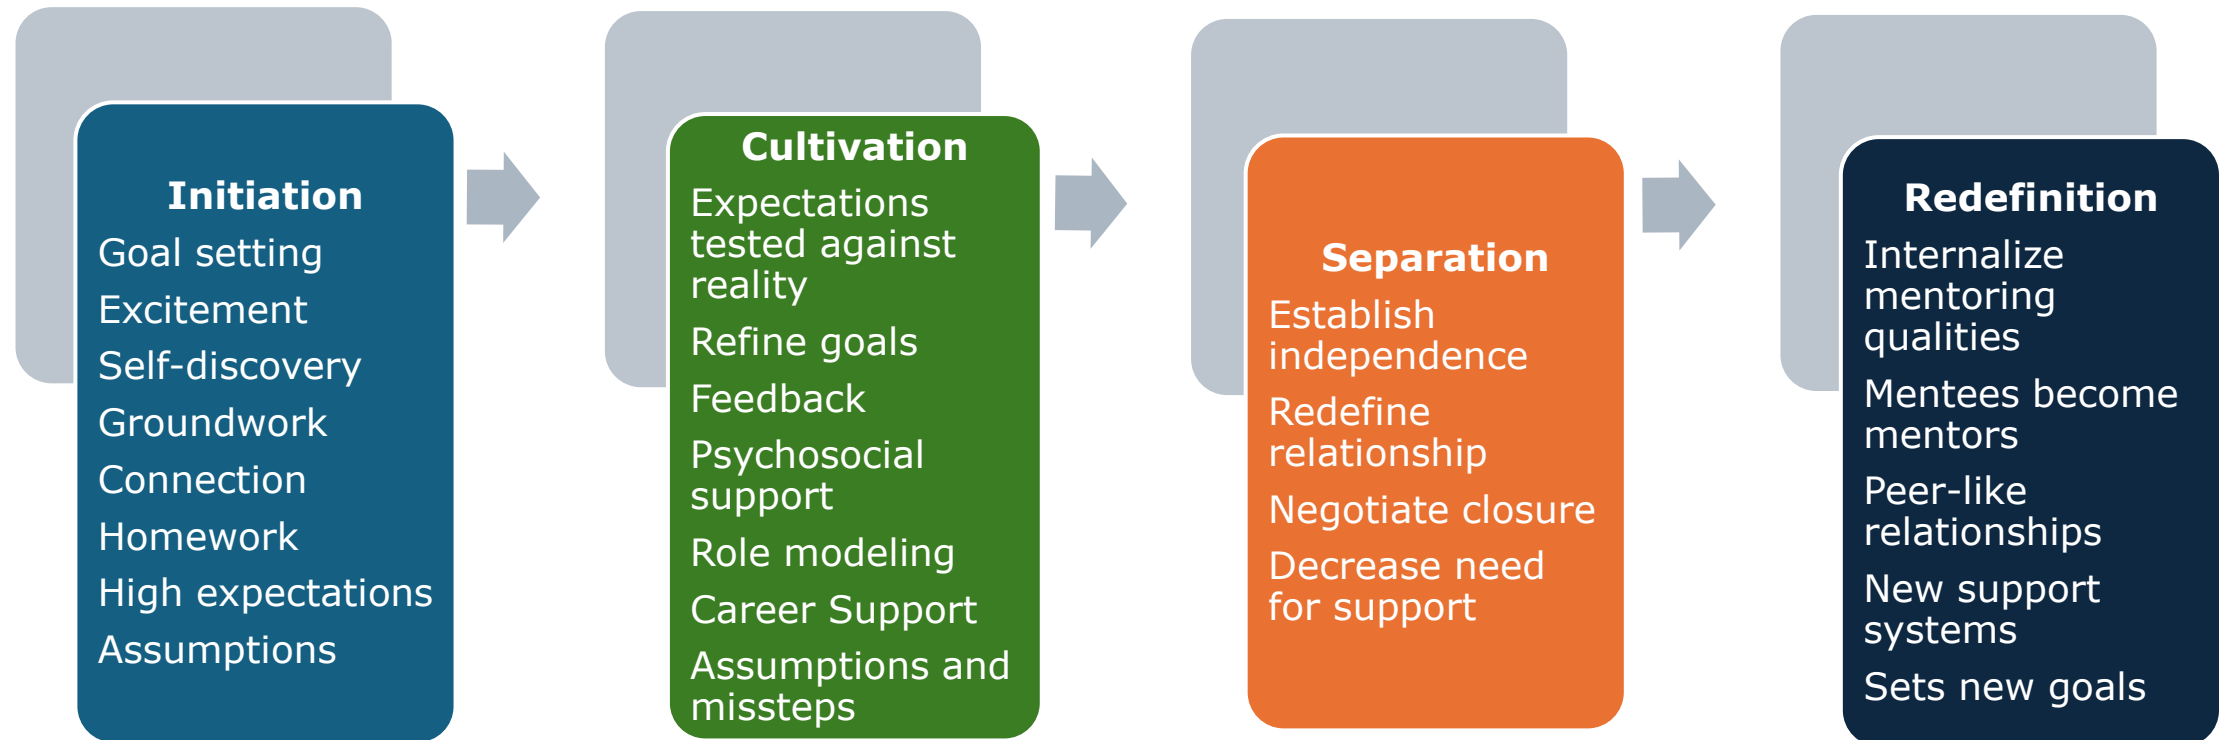 Initiation
Goal setting
Excitement
Self-discovery
Groundwork
Connection
Homework
High expectations
Assumptions
Cultivation
Expectations
tested against
reality
Refine goals
Feedback
Psychosocial
support
Role modeling
Career Support
Assumptions and
missteps
Separation
Establish
independence
Redefine
relationship
Negotiate closure
Decrease need
for support
Redefinition
Internalize
mentoring
qualities
Mentees become
mentors
Peer-like
relationships
New support
systems
Sets new goals